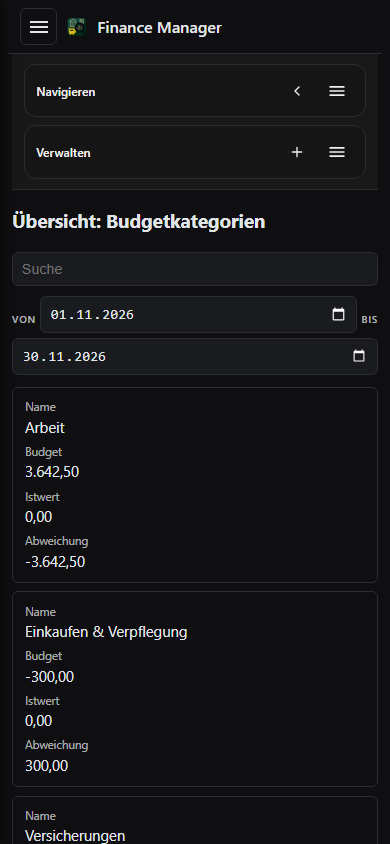 Finance Manager
Navigieren
Verwalten
Übersicht: Budgetkategorien
Suche
VON 01.11.2026 BIS
30.11.2026
Name
Arbeit
Budget
3.642,50
Istwert
0,00
Abweichung
-3.642,50
Name
Einkaufen & Verpflegung
Budget
-300,00
Istwert
0,00
Abweichung
300,00
Name
Versicherungen